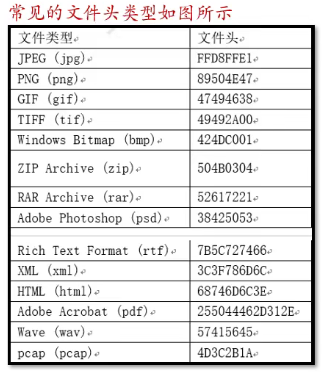 常见的文件头类型如图所示
文件类型 文件头
JPEG (jpg) FFD8FFE1
PNG (png) 89504E47
GIF (gif) 47494638
TIFF (tif) 49492A00
Windows Bitmap (bmp) 424DC001
ZIP Archive (zip) 504B0304
RAR Archive (rar) 52617221
Adobe Photoshop (psd) 38425053
Rich Text Format (rtf) 7B5C727466
XML (xml) 3C3F786D6C
HTML (html) 68746D6C3E
Adobe Acrobat (pdf) 255044462D312E
Wave (wav) 57415645
pcap (pcap) 4D3C2B1A